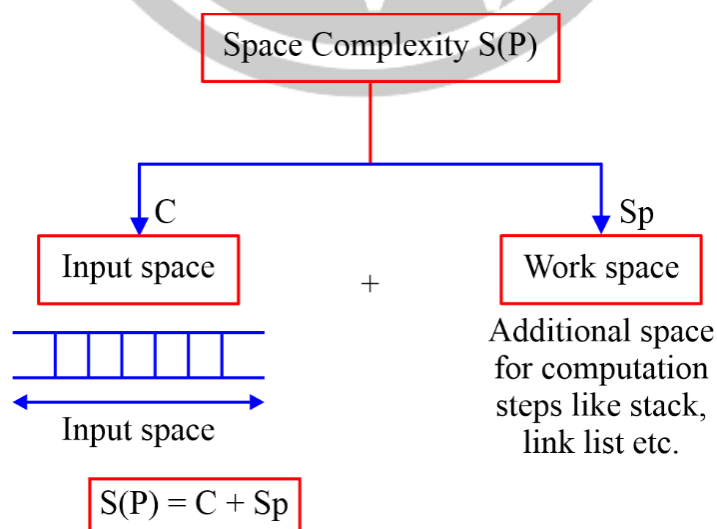 Space Complexity S(P)
C
Sp
Input space
+
Work space
Additional space
for computation
steps like stack,
link list etc.
Input space
S(P) = C + Sp